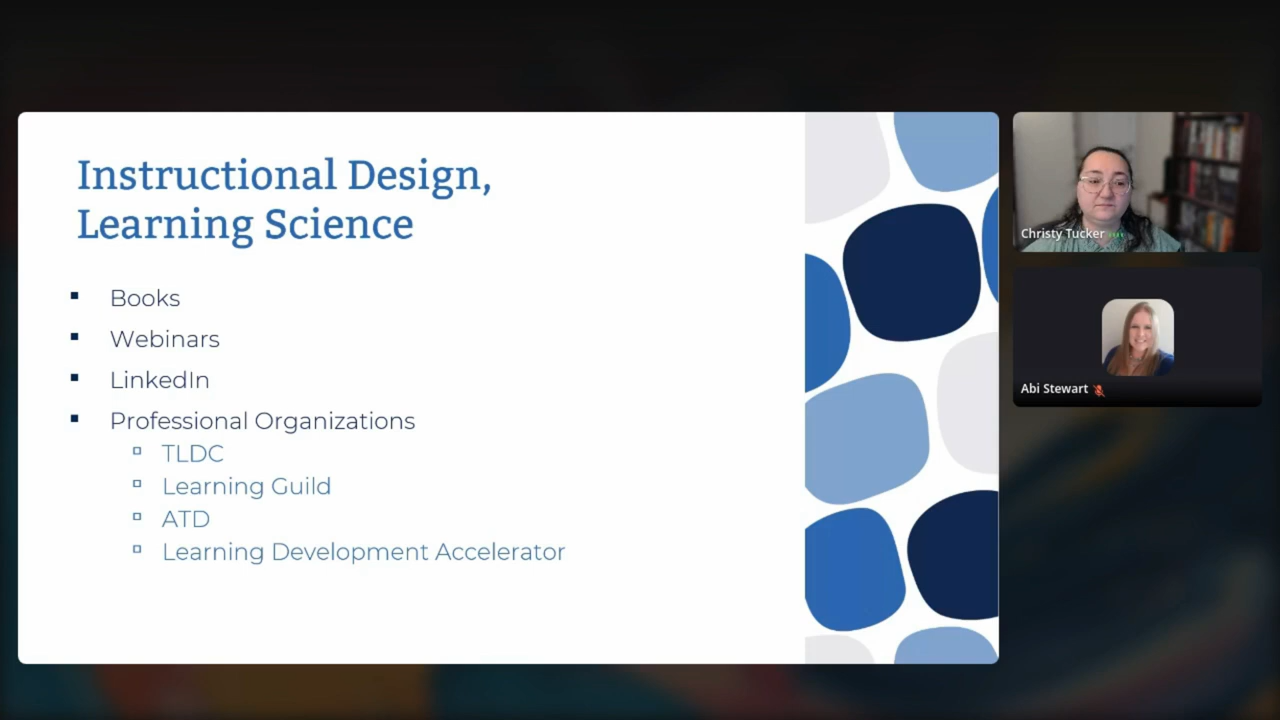 Instructional Design,
Learning Science
Books
Webinars
LinkedIn
Professional Organizations
TLDC
Learning Guild
ATD
Learning Development Accelerator
Christy Tucker
Abi Stewart